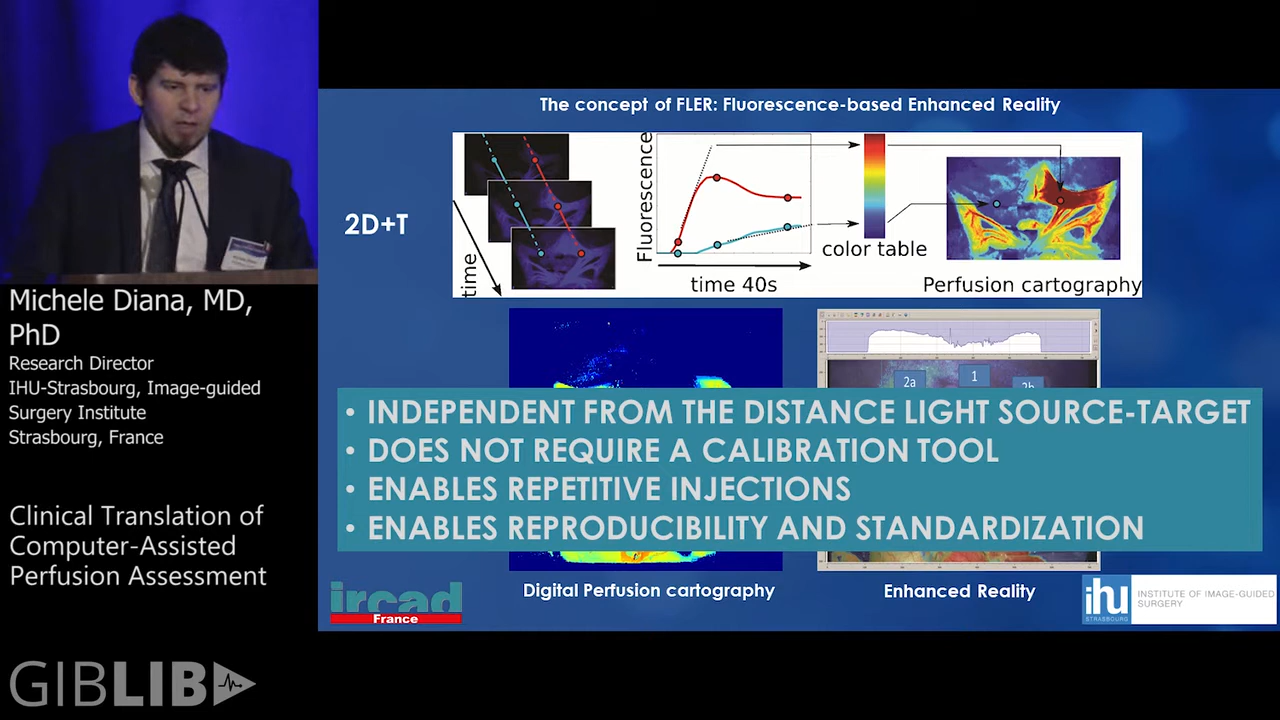 Michele Diana, MD,
PhD
Research Director
IHU-Strasbourg, Image-guided
Surgery Institute
Strasbourg, France
Clinical Translation of
Computer-Assisted
Perfusion Assessment
GIBLIB
The concept of FLER: Fluorescence-based Enhanced Reality
2D+T
time
Fluorescence
time 40s
color table
Perfusion cartography
2a
1
2b
• INDEPENDENT FROM THE DISTANCE LIGHT SOURCE-TARGET
• DOES NOT REQUIRE A CALIBRATION TOOL
• ENABLES REPETITIVE INJECTIONS
• ENABLES REPRODUCIBILITY AND STANDARDIZATION
Digital Perfusion cartography
Enhanced Reality
ircad
France
ihu
STRASBOURG
INSTITUTE OF IMAGE-GUIDED
SURGERY